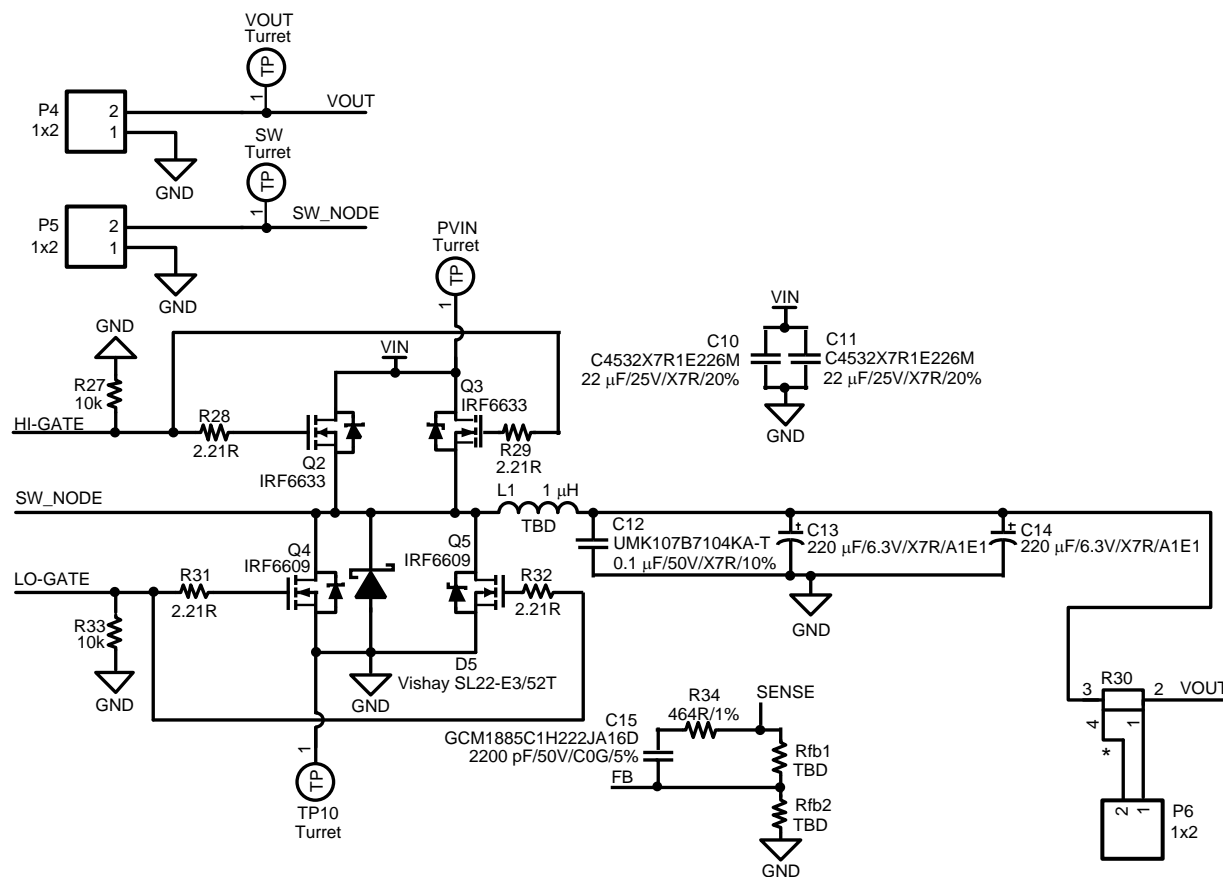 VOUT
Turret
TP
1
P4
1x2
2
1
VOUT
GND
SW
Turret
TP
1
P5
1x2
2
1
SW_NODE
GND
PVIN
Turret
TP
1
GND
R27
10k
HI-GATE
R28
2.21R
VIN
Q2
IRF6633
Q3
IRF6633
R29
2.21R
VIN
C10
C4532X7R1E226M
22 μF/25V/X7R/20%
C11
C4532X7R1E226M
22 μF/25V/X7R/20%
GND
SW_NODE
L1
1 μH
TBD
C12
UMK107B7104KA-T
0.1 μF/50V/X7R/10%
+
C13
220 μF/6.3V/X7R/A1E1
+
C14
220 μF/6.3V/X7R/A1E1
GND
LO-GATE
R31
2.21R
Q4
IRF6609
Q5
IRF6609
R32
2.21R
R33
10k
GND
GND
D5
Vishay SL22-E3/52T
1
TP
TP10
Turret
R34
464R/1%
SENSE
C15
GCM1885C1H222JA16D
2200 pF/50V/C0G/5%
FB
Rfb1
TBD
Rfb2
TBD
GND
3
R30
2
VOUT
4
1
*
2
1
P6
1x2